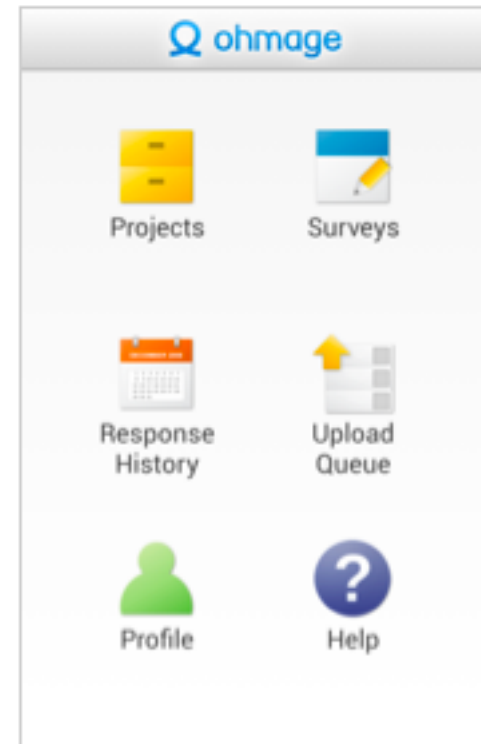 ohmage
Projects
Surveys
Response
History
Upload
Queue
Profile
?
Help